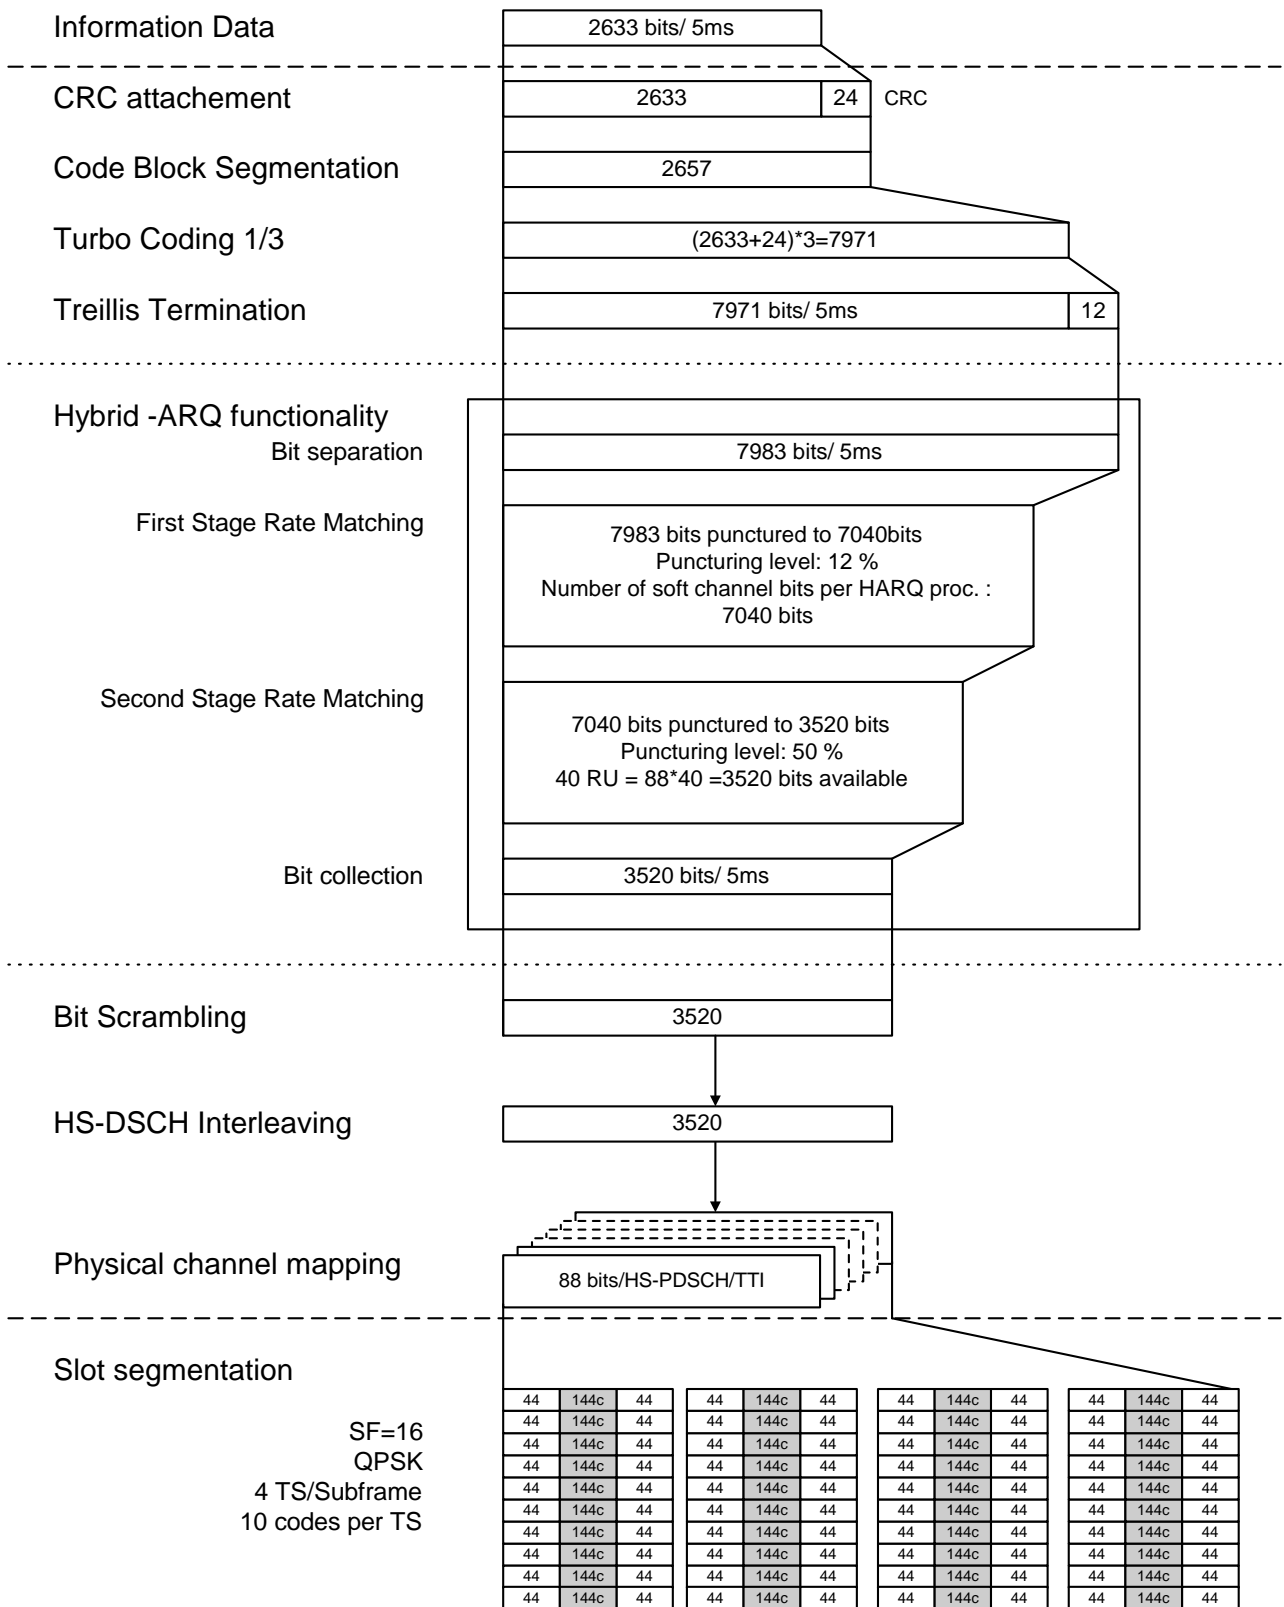 Information Data
2633 bits/ 5ms
CRC attachement
2633 24 CRC
Code Block Segmentation
2657
Turbo Coding 1/3
(2633+24)*3=7971
Treillis Termination
7971 bits/ 5ms 12
Hybrid -ARQ functionality
Bit separation
7983 bits/ 5ms
First Stage Rate Matching
7983 bits punctured to 7040bits
Puncturing level: 12 %
Number of soft channel bits per HARQ proc. :
7040 bits
Second Stage Rate Matching
7040 bits punctured to 3520 bits
Puncturing level: 50 %
40 RU = 88*40 =3520 bits available
Bit collection
3520 bits/ 5ms
Bit Scrambling
3520
HS-DSCH Interleaving
3520
Physical channel mapping
88 bits/HS-PDSCH/TTI
Slot segmentation
SF=16
QPSK
4 TS/Subframe
10 codes per TS
44 144c 44 44 144c 44 44 144c 44 44 144c 44
44 144c 44 44 144c 44 44 144c 44 44 144c 44
44 144c 44 44 144c 44 44 144c 44 44 144c 44
44 144c 44 44 144c 44 44 144c 44 44 144c 44
44 144c 44 44 144c 44 44 144c 44 44 144c 44
44 144c 44 44 144c 44 44 144c 44 44 144c 44
44 144c 44 44 144c 44 44 144c 44 44 144c 44
44 144c 44 44 144c 44 44 144c 44 44 144c 44
44 144c 44 44 144c 44 44 144c 44 44 144c 44
44 144c 44 44 144c 44 44 144c 44 44 144c 44